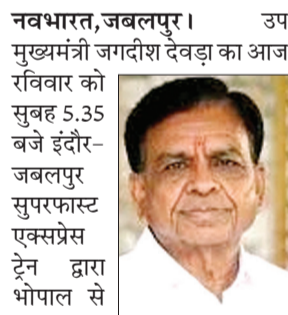 नवभारत,जबलपुर। उप
मुख्यमंत्री जगदीश देवड़ा का आज
रविवार को
सुबह 5.35
बजे इंदौर-
जबलपुर
सुपरफास्ट
एक्सप्रेस
ट्रेन द्वारा
भोपाल से